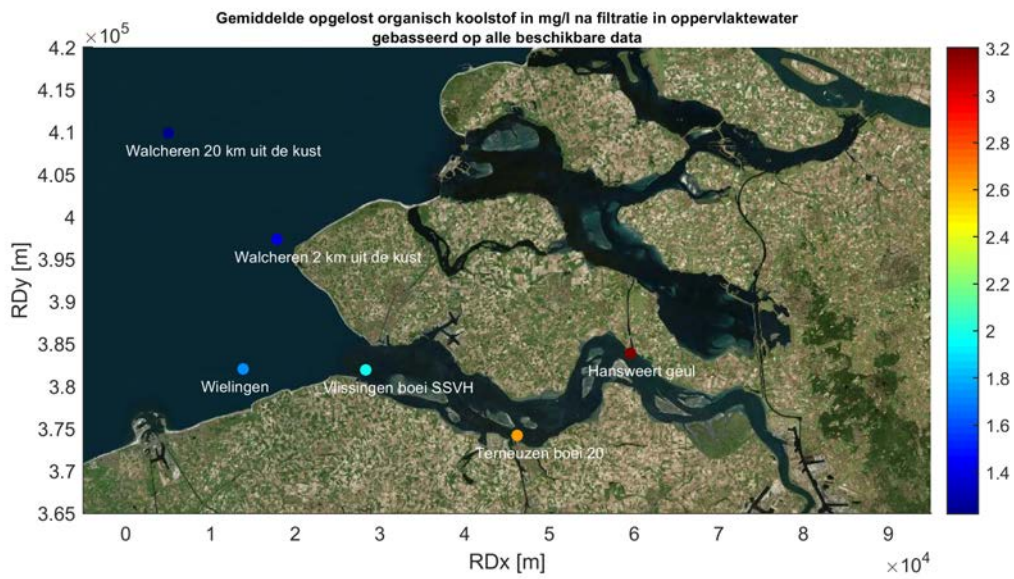 Gemiddelde opgelost organisch koolstof in mg/l na filtratie in oppervlaktewater
gebasseerd op alle beschikbare data
×10⁵
4.2
4.15
4.1
4.05
4
3.95
3.9
3.85
3.8
3.75
3.7
3.65
RDy [m]
Walcheren 20 km uit de kust
Walcheren 2 km uit de kust
Wielingen
Vlissingen boei SSVH
Hansweert geul
Terneuzen boei 20
0 1 2 3 4 5 6 7 8 9
RDx [m]
×10⁴
3.2
3
2.8
2.6
2.4
2.2
2
1.8
1.6
1.4